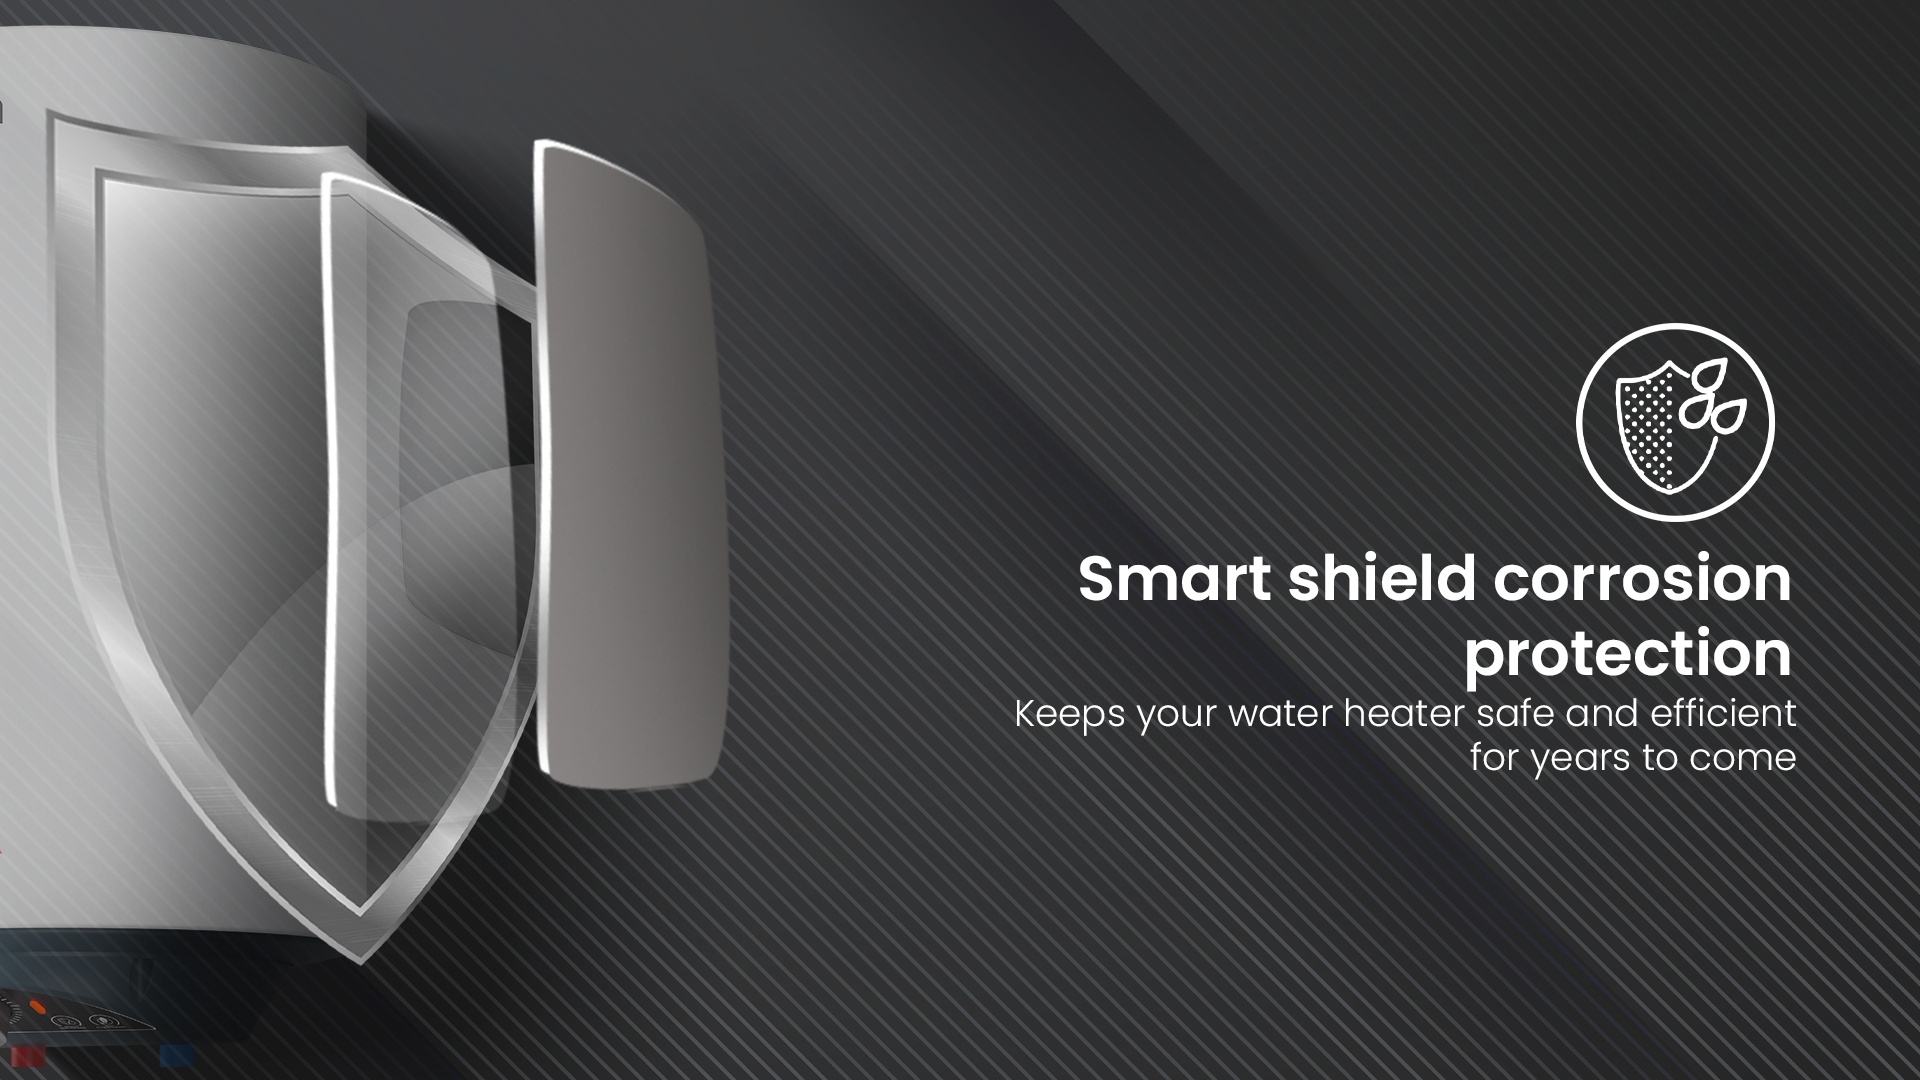 Smart shield corrosion
protection
Keeps your water heater safe and efficient
for years to come